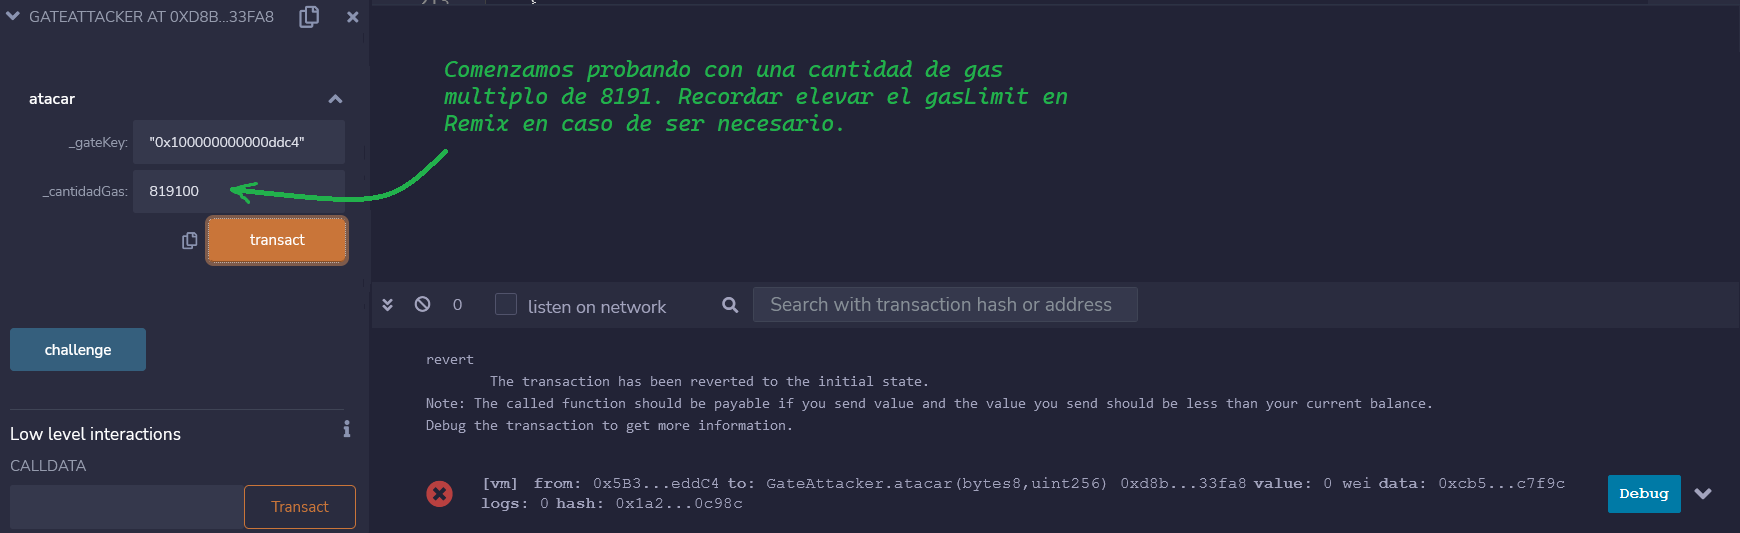 GATEATTACKER AT 0XD8B...33FA8
atacar
_gateKey:
"0x100000000000ddc4"
_cantidadGas:
819100
transact
challenge
Low level interactions
CALLDATA
Transact
Comenzamos probando con una cantidad de gas
multiplo de 8191. Recordar elevar el gasLimit en
Remix en caso de ser necesario.
0
listen on network
Search with transaction hash or address
revert
The transaction has been reverted to the initial state.
Note: The called function should be payable if you send value and the value you send should be less than your current balance.
Debug the transaction to get more information.
[vm] from: 0x5B3...eddC4 to: GateAttacker.atacar(bytes8,uint256) 0xd8b...33fa8 value: 0 wei data: 0xcb5...c7f9c
logs: 0 hash: 0x1a2...0c98c
Debug